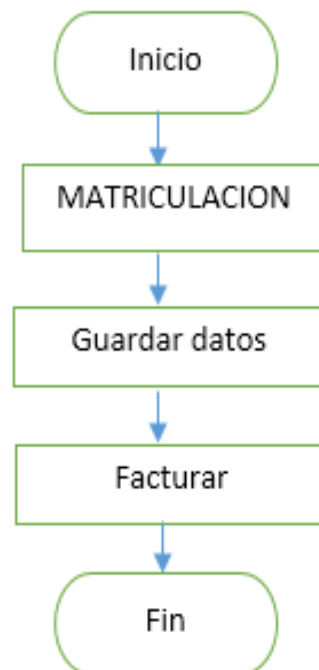 Inicio
MATRICULACION
Guardar datos
Facturar
Fin